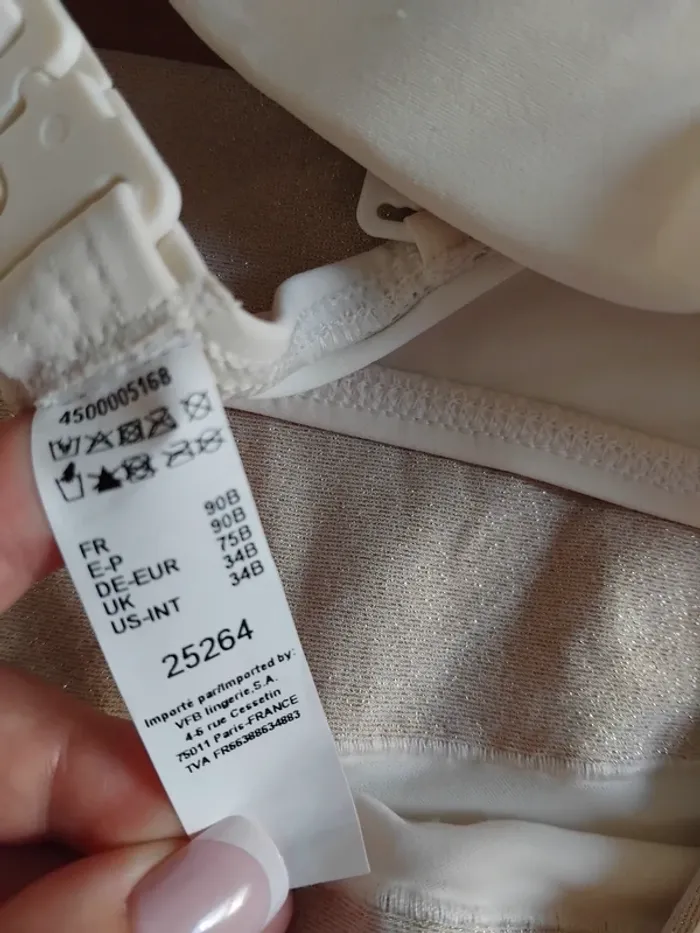 4500005168
FR 90B
E-P 90B
DE-EUR 75B
UK 34B
US-INT 34B
25264
Importé par/Imported by:
VFB lingerie,S.A.
4-6 rue Cessetin
75011 Paris-FRANCE
TVA FR66388634883